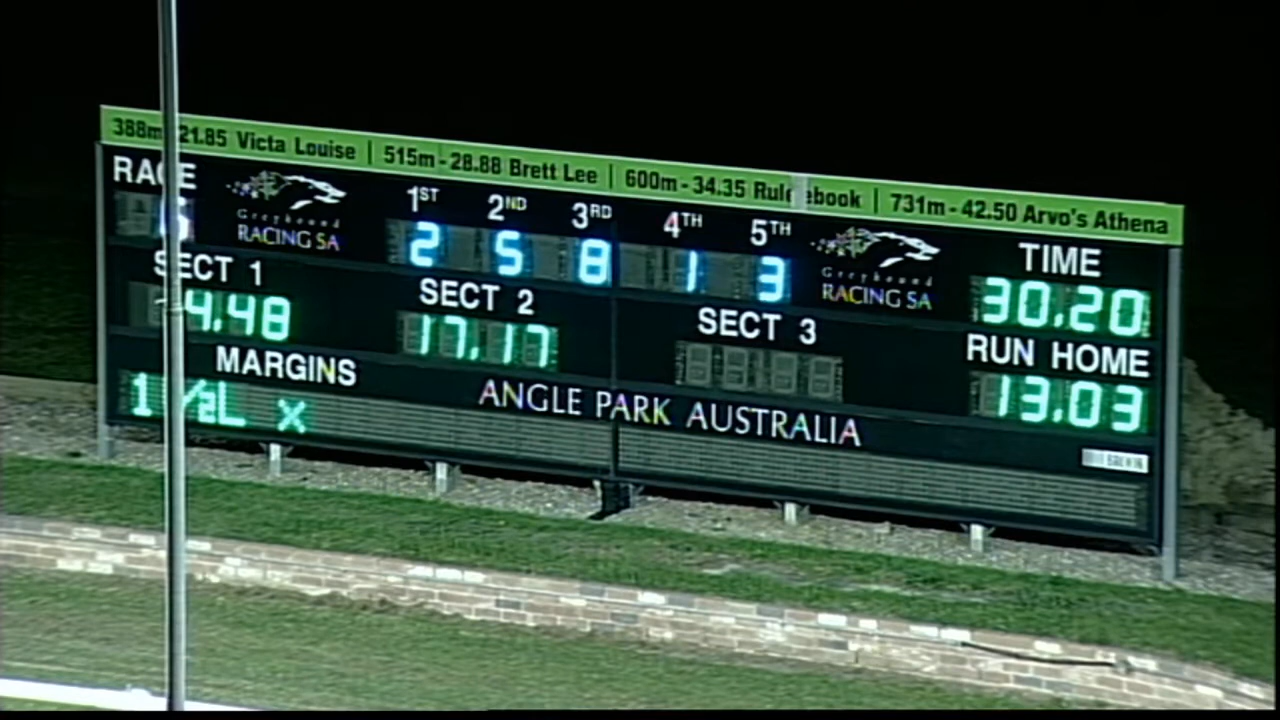 388m 21.85 Victa Louise | 515m - 28.88 Brett Lee | 600m - 34.35 Rulebook | 731m - 42.50 Arvo's Athena
RACE
Greyhound
RACING SA
1ST 2ND 3RD 4TH 5TH
2 5 8 1 3
Greyhound
RACING SA
TIME
30.20
SECT 1
4.48
SECT 2
17.17
SECT 3
RUN HOME
13.03
MARGINS
1 ½L x
ANGLE PARK AUSTRALIA